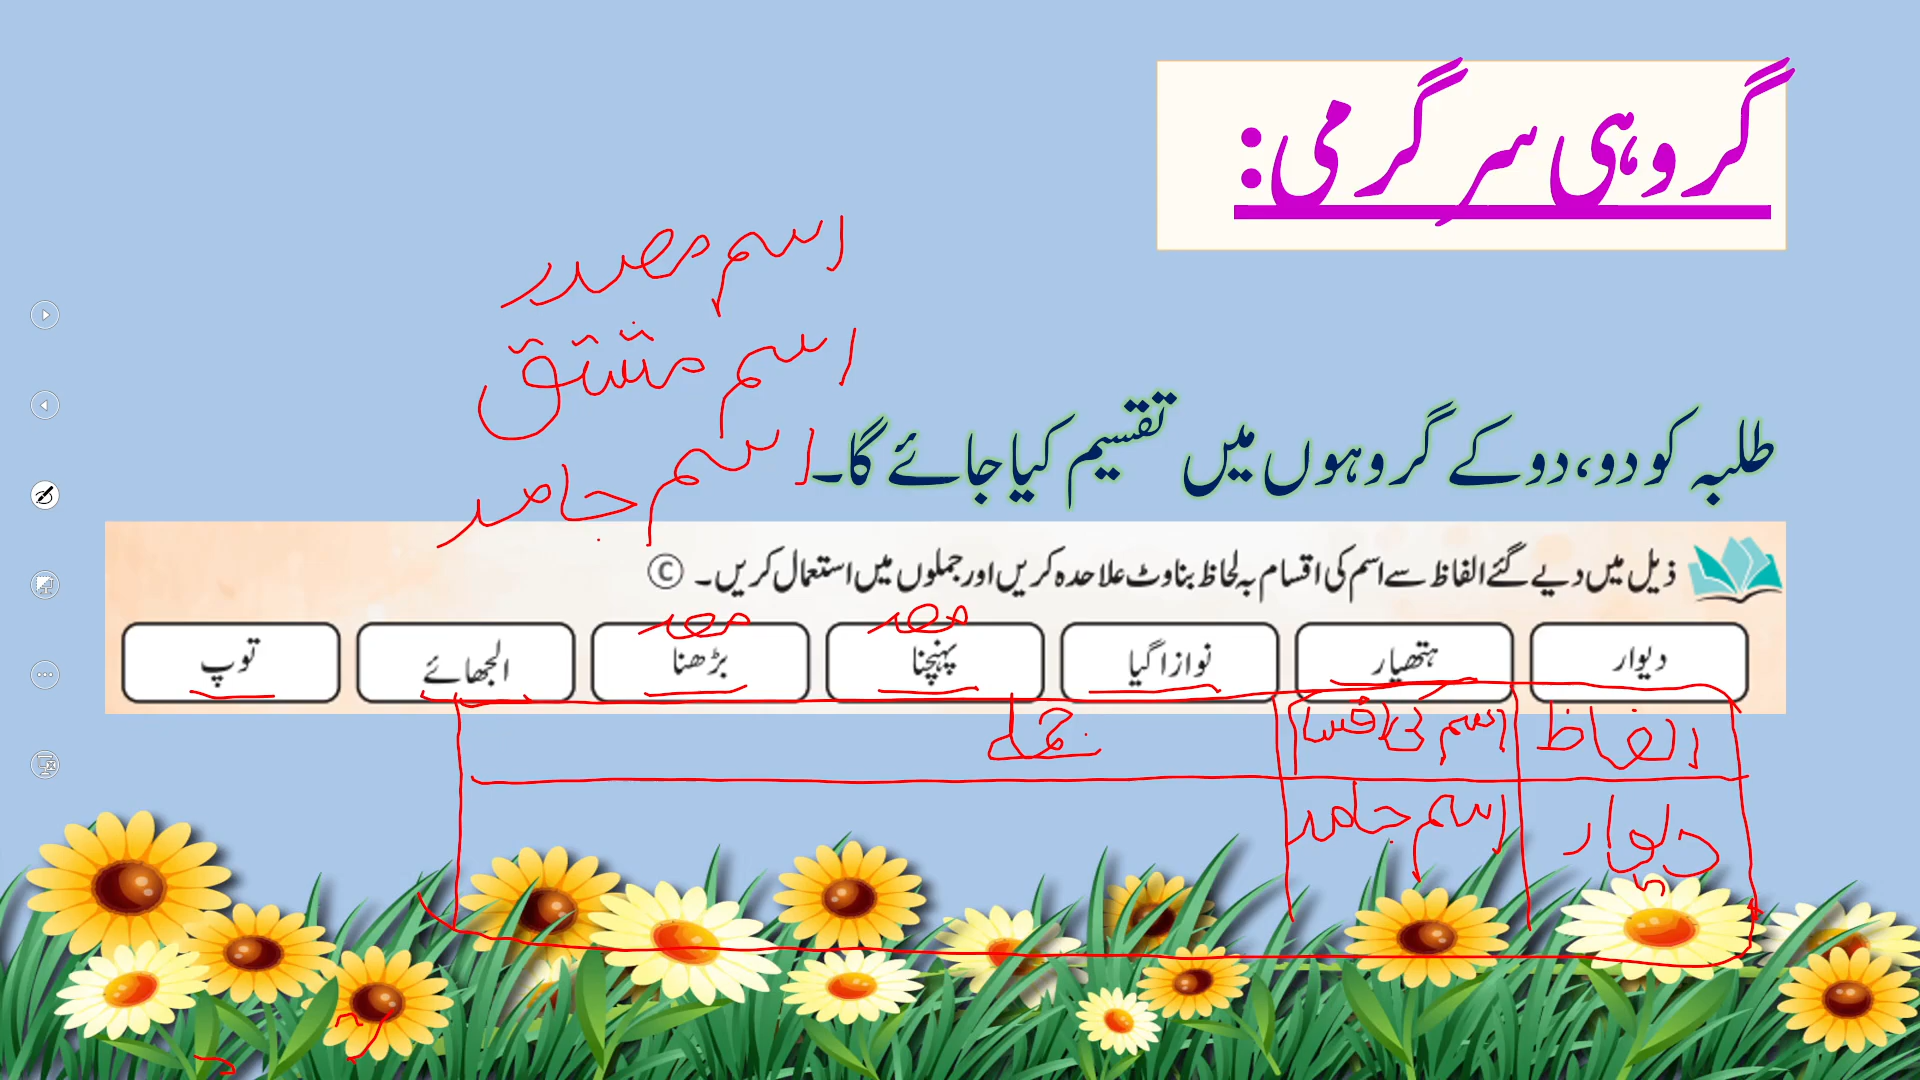 گروہی سرگرمی:
اسم مصدر
اسم مشتق
طلبہ کو دو، دو کے گروہوں میں تقسیم کیا جائے گا۔
اسم جامد
ذیل میں دیے گئے الفاظ سے اسم کی اقسام بہ لحاظ بناوٹ علاحدہ کریں اور جملوں میں استعمال کریں۔ Ⓒ
مصدر مصدر
دیوار ہتھیار نوازا گیا پہنچنا بڑھنا الجھائے توپ
الفاظ اسم کی اقسام جملے
دیوار اسم جامد